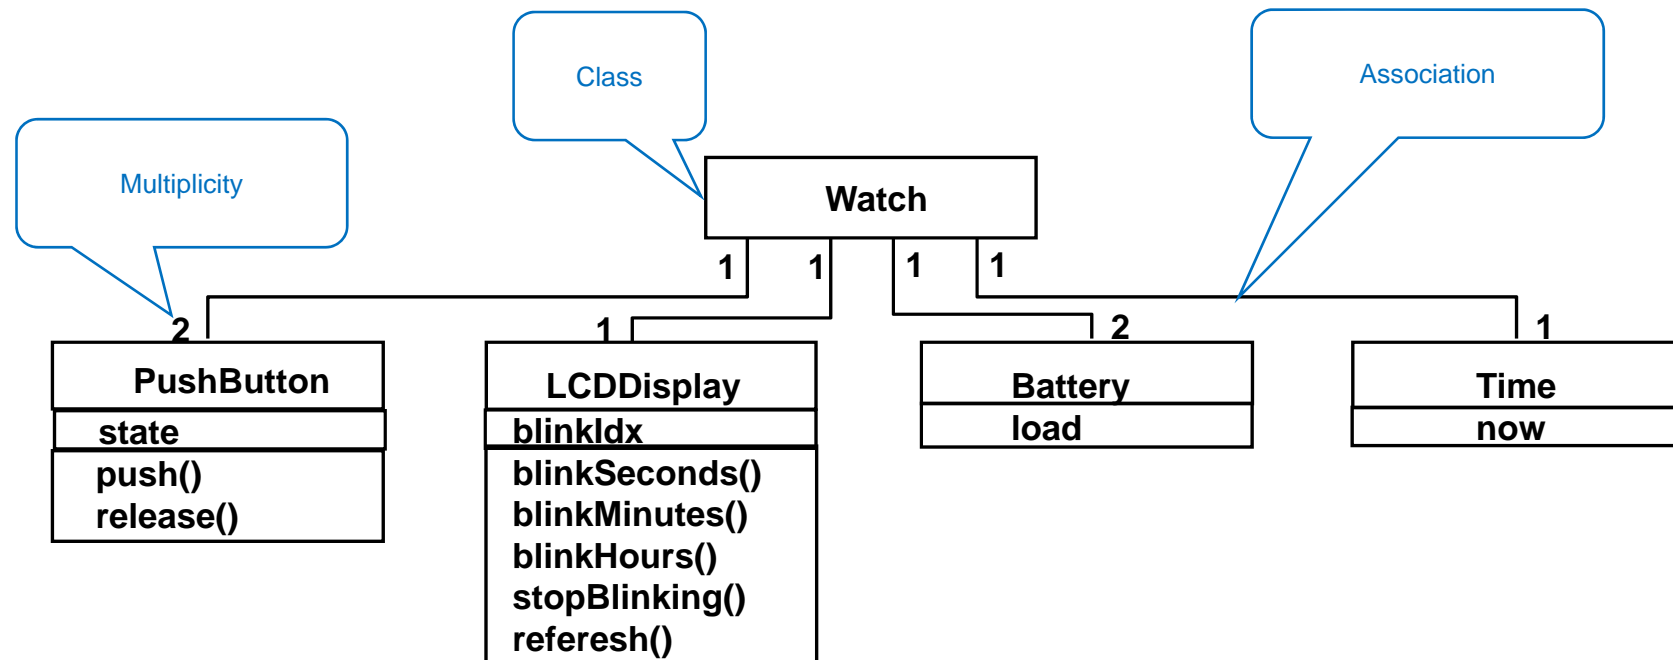 Class
Association
Multiplicity
Watch
1 1 1 1
2 1 2 1
PushButton
state
push()
release()
LCDDisplay
blinkIdx
blinkSeconds()
blinkMinutes()
blinkHours()
stopBlinking()
referesh()
Battery
load
Time
now